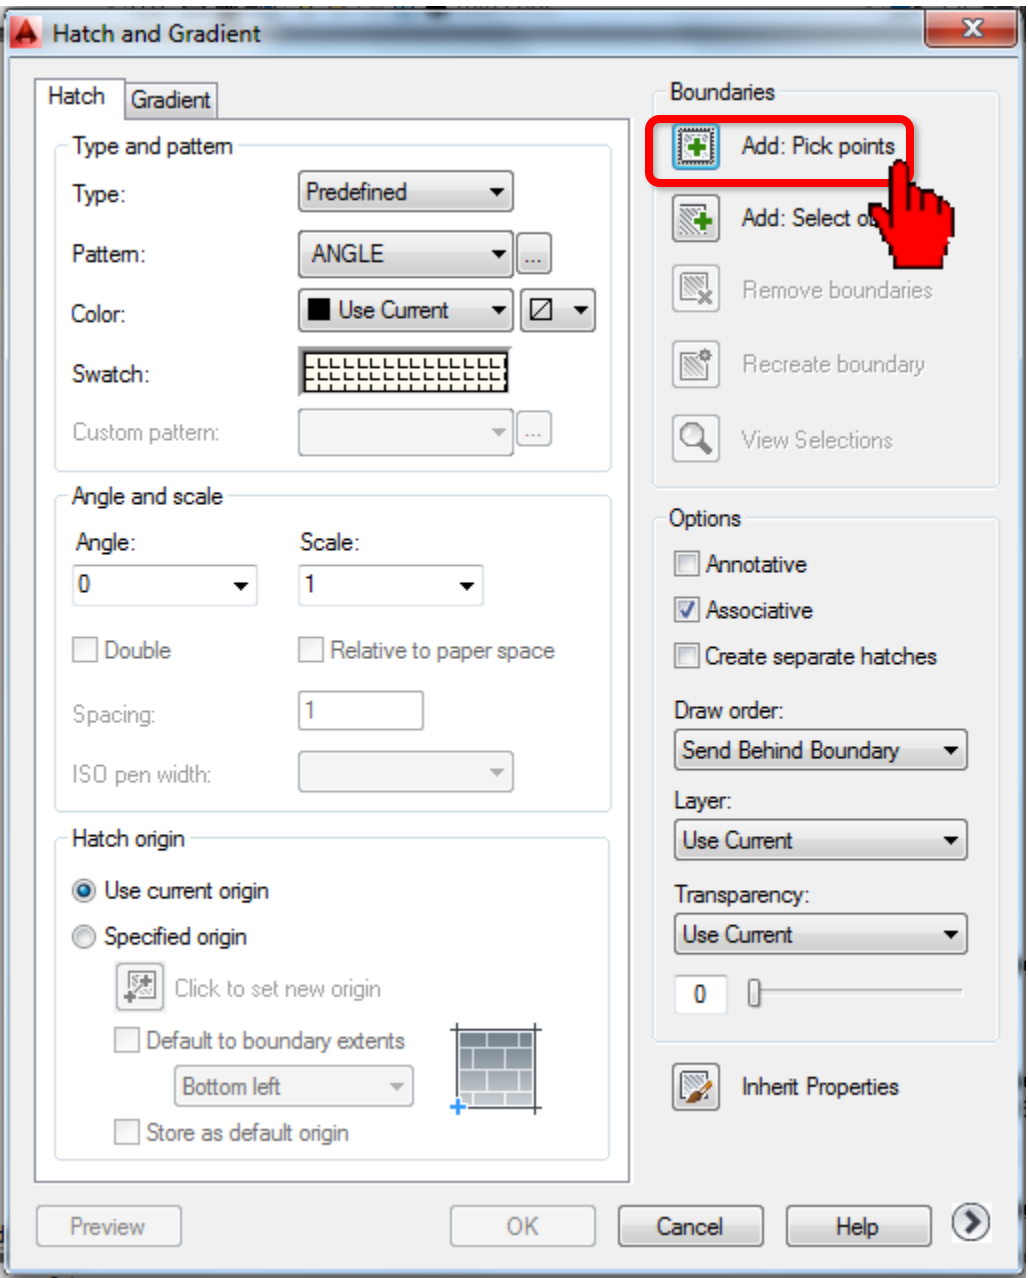 Hatch and Gradient
Hatch
Gradient
Type and pattern
Type:
Predefined
Pattern:
ANGLE
...
Color:
Use Current
Swatch:
Custom pattern:
...
Angle and scale
Angle:
Scale:
0
1
Double
Relative to paper space
Spacing:
1
ISO pen width:
Hatch origin
Use current origin
Specified origin
Click to set new origin
Default to boundary extents
Bottom left
Store as default origin
Boundaries
Add: Pick points
Add: Select
Remove boundaries
Recreate boundary
View Selections
Options
Annotative
Associative
Create separate hatches
Draw order:
Send Behind Boundary
Layer:
Use Current
Transparency:
Use Current
0
Inherit Properties
Preview
OK
Cancel
Help